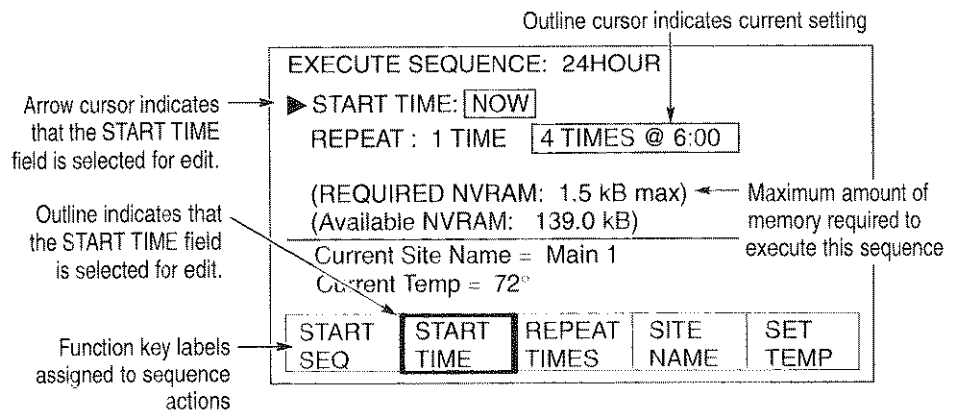 Outline cursor indicates current setting
EXECUTE SEQUENCE: 24HOUR
Arrow cursor indicates
that the START TIME
field is selected for edit.
START TIME: NOW
REPEAT : 1 TIME 4 TIMES @ 6:00
(REQUIRED NVRAM: 1.5 kB max)
(Available NVRAM: 139.0 kB)
Maximum amount of
memory required to
execute this sequence
Outline indicates that
the START TIME field
is selected for edit.
Current Site Name = Main 1
Current Temp = 72°
Function key labels
assigned to sequence
actions
START SEQ
START TIME
REPEAT TIMES
SITE NAME
SET TEMP